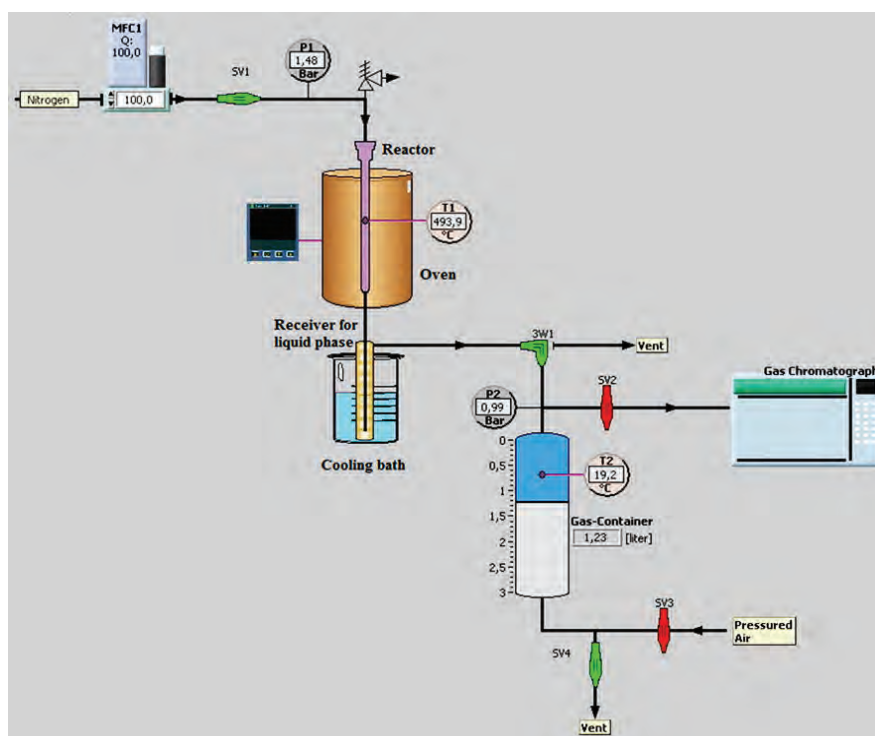 MFC1
Q:
100,0
Nitrogen
100,0
SV1
P1
1,48
Bar
Reactor
T1
493,9
°C
Oven
Receiver for
liquid phase
Cooling bath
3W1
Vent
Gas Chromatograph
SV2
P2
0,99
Bar
0
0,5
1
1,5
2
2,5
3
T2
19,2
°C
Gas-Container
1,23 [liter]
SV3
Pressured
Air
SV4
Vent